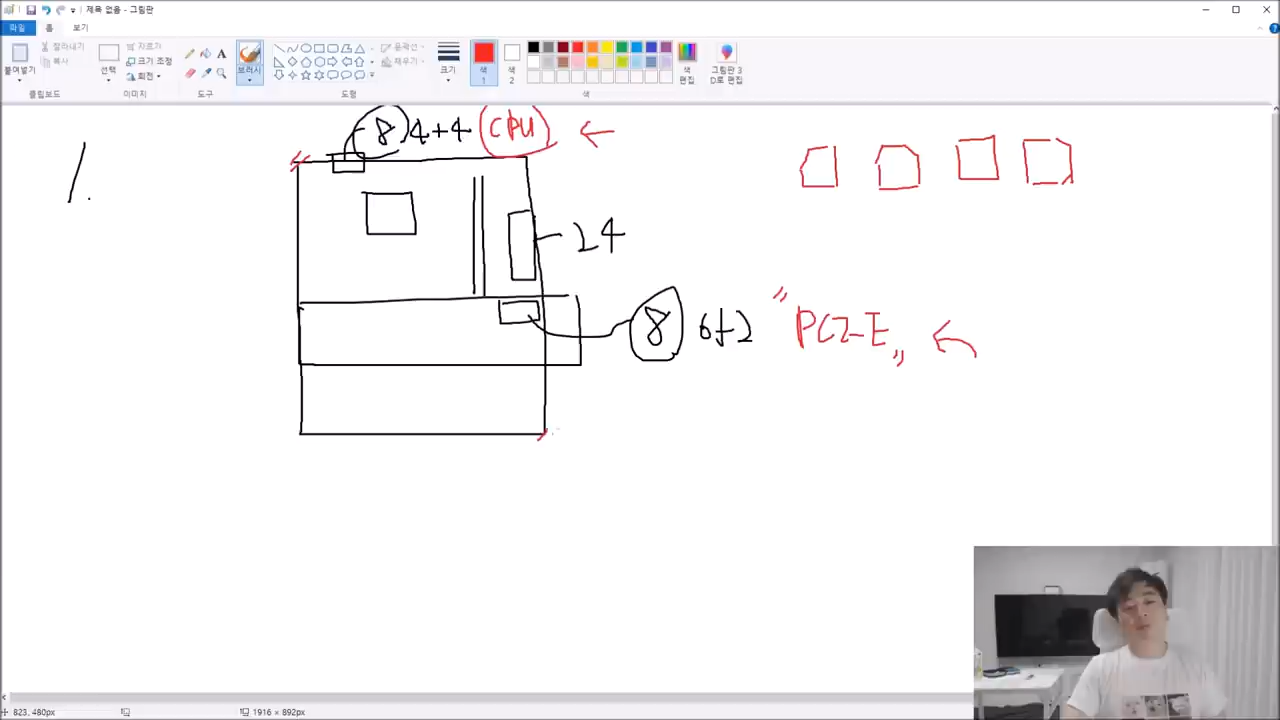 제목 없음 - 그림판
파일 홈 보기
붙여넣기 잘라내기 복사
선택 자르기 크기 조정 회전
A
브러시
윤곽선 채우기
크기
색 1
색 2
색 편집
그림판 3D로 편집
클립보드 이미지 도구 도형 색
8 4+4 CPU
1.
24
8 6+2 "PCI-E"
823, 480px 1916 × 892px